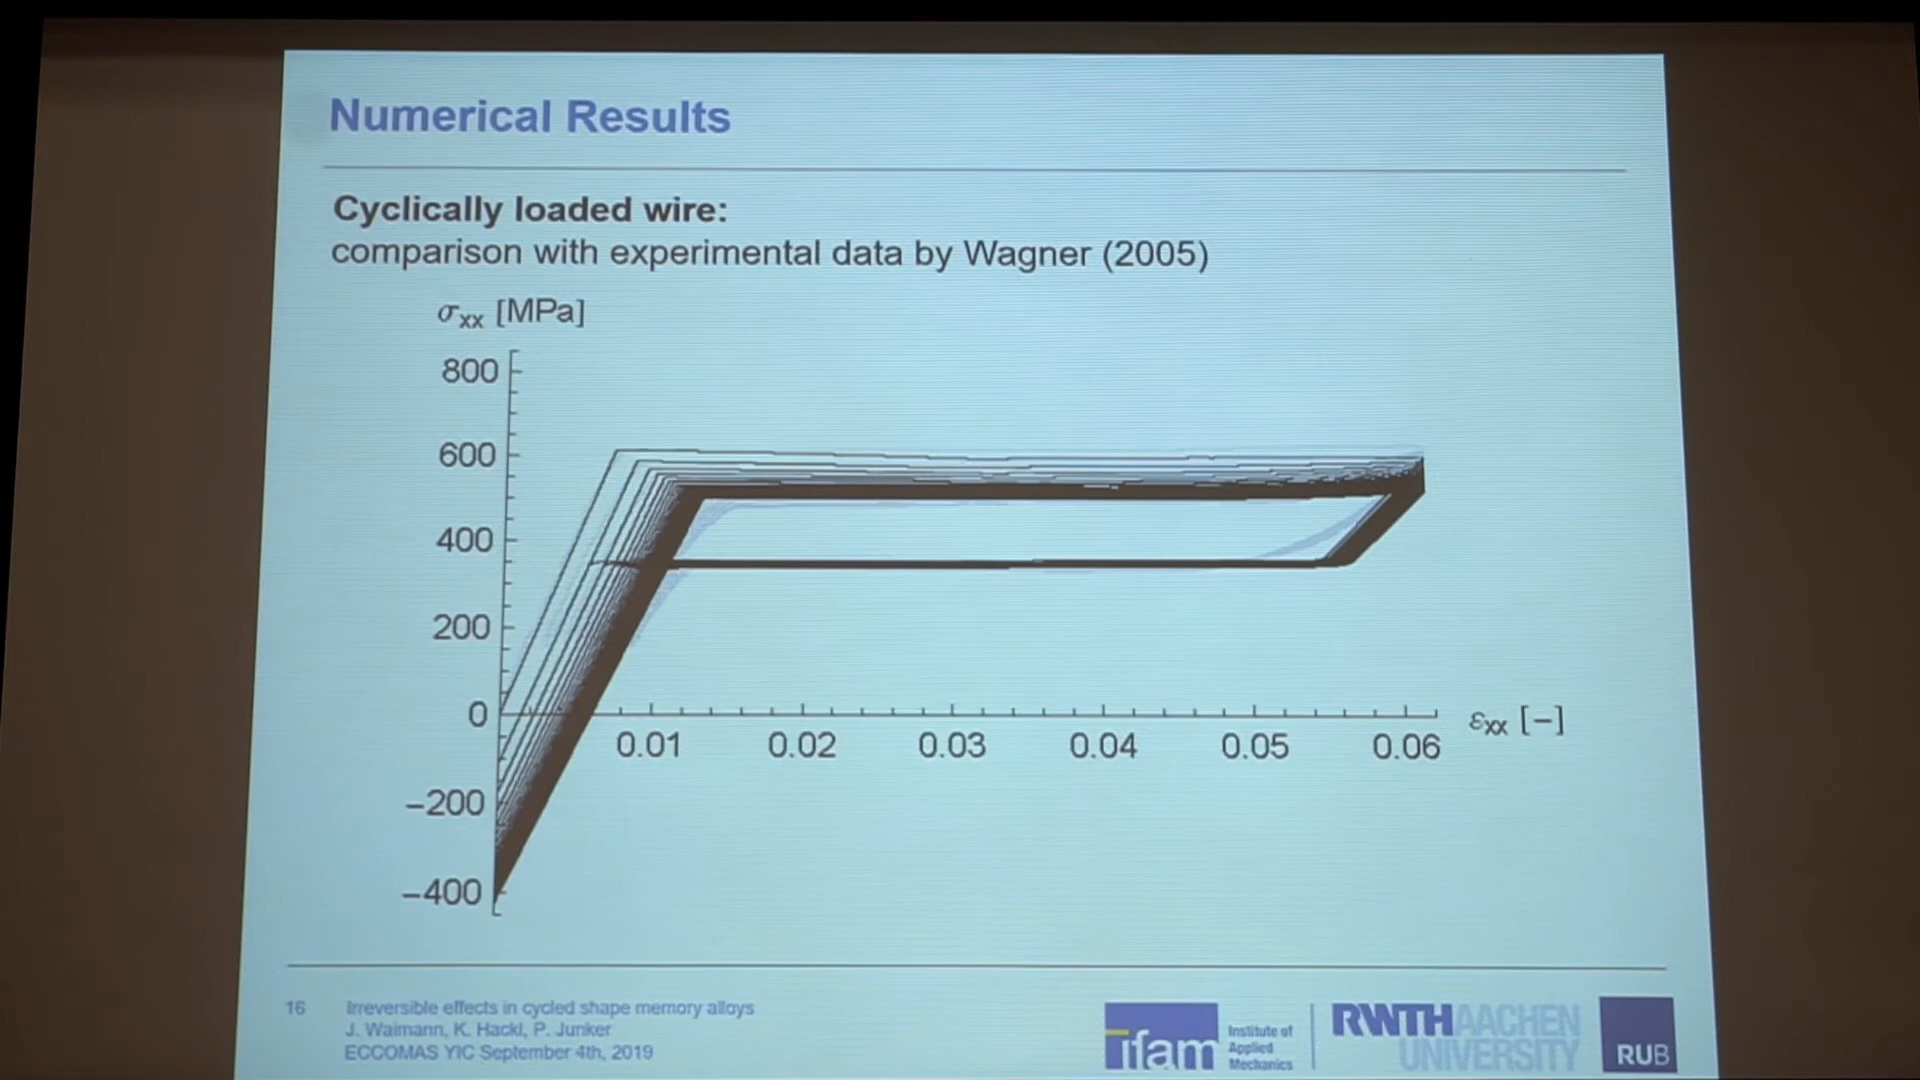 Numerical Results
Cyclically loaded wire:
comparison with experimental data by Wagner (2005)
σxx [MPa]
800
600
400
200
0
−200
−400
0.01 0.02 0.03 0.04 0.05 0.06
εxx [−]
16 Irreversible effects in cycled shape memory alloys
J. Waimann, K. Hackl, P. Junker
ECCOMAS YIC September 4th, 2019
ifam
Institute of
Applied
Mechanics
RWTHAACHEN
UNIVERSITY
RUB